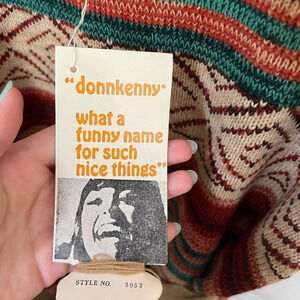 “donnkenny®
what a
funny name
for such
nice things”
STYLE NO. 3053